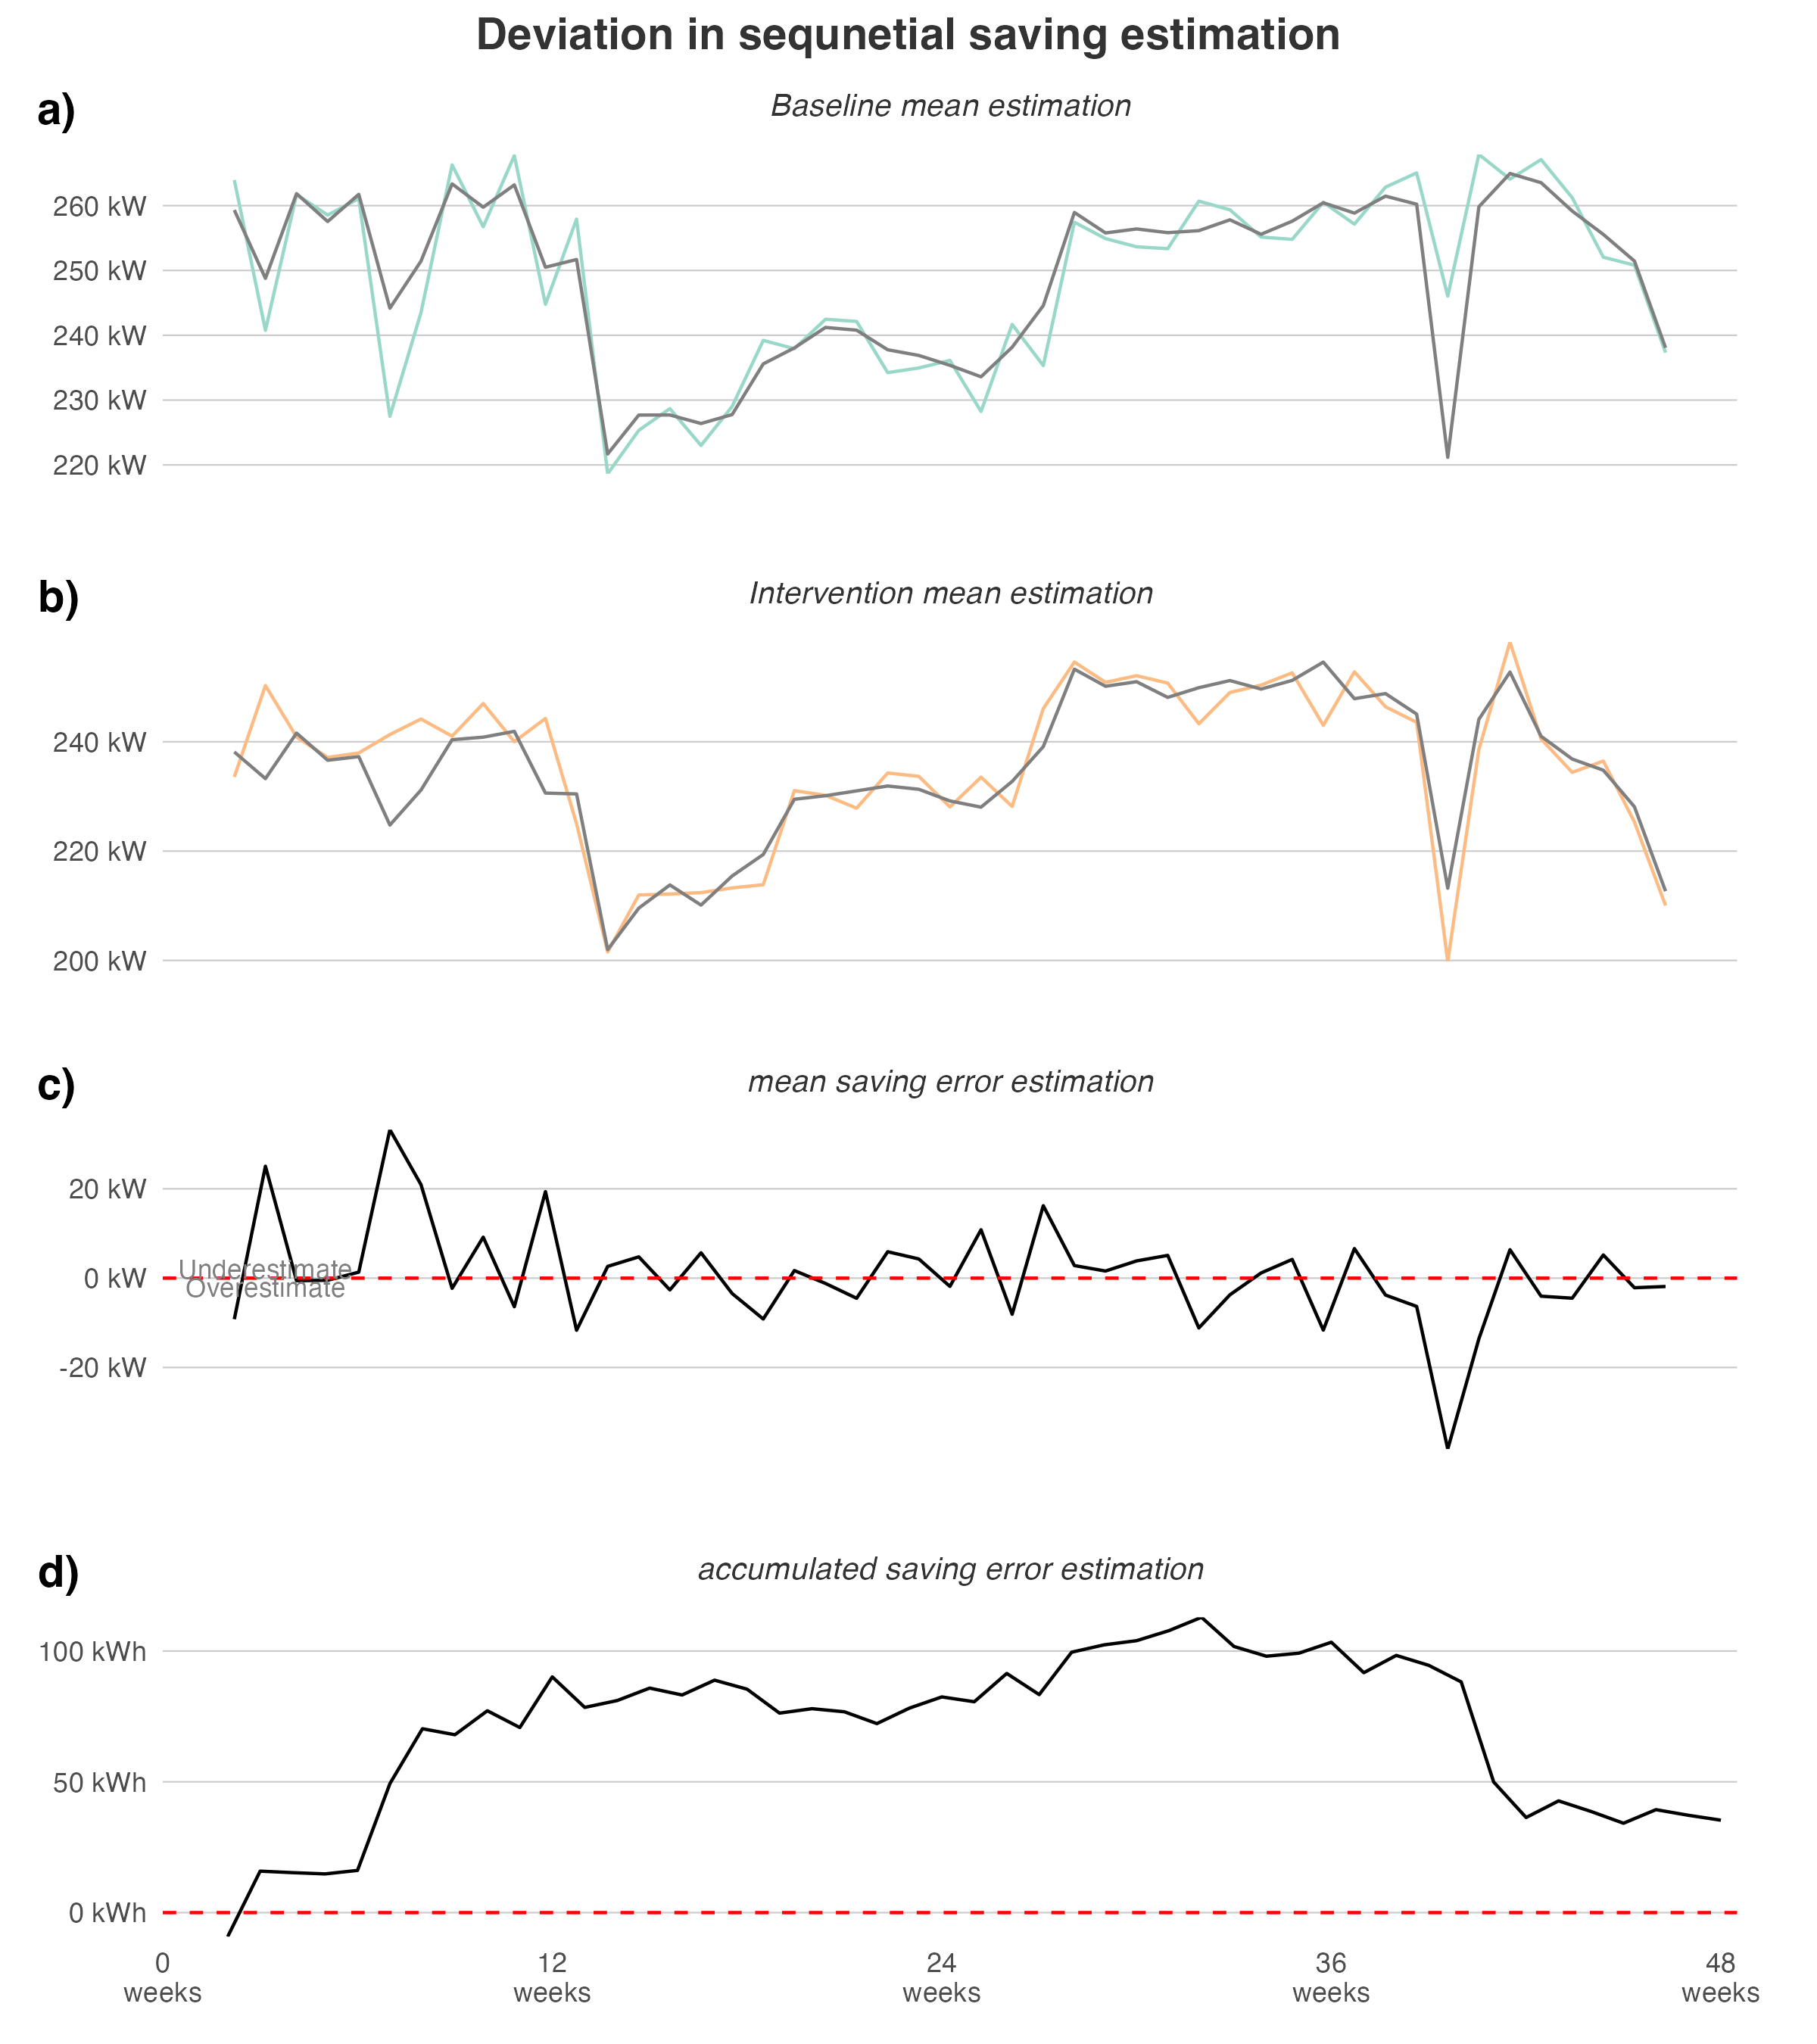 Deviation in sequnetial saving estimation
a)
Baseline mean estimation
260 kW
250 kW
240 kW
230 kW
220 kW
b)
Intervention mean estimation
240 kW
220 kW
200 kW
c)
mean saving error estimation
20 kW
Underestimate
0 kW
Overestimate
-20 kW
d)
accumulated saving error estimation
100 kWh
50 kWh
0 kWh
0 12 24 36 48
weeks weeks weeks weeks weeks